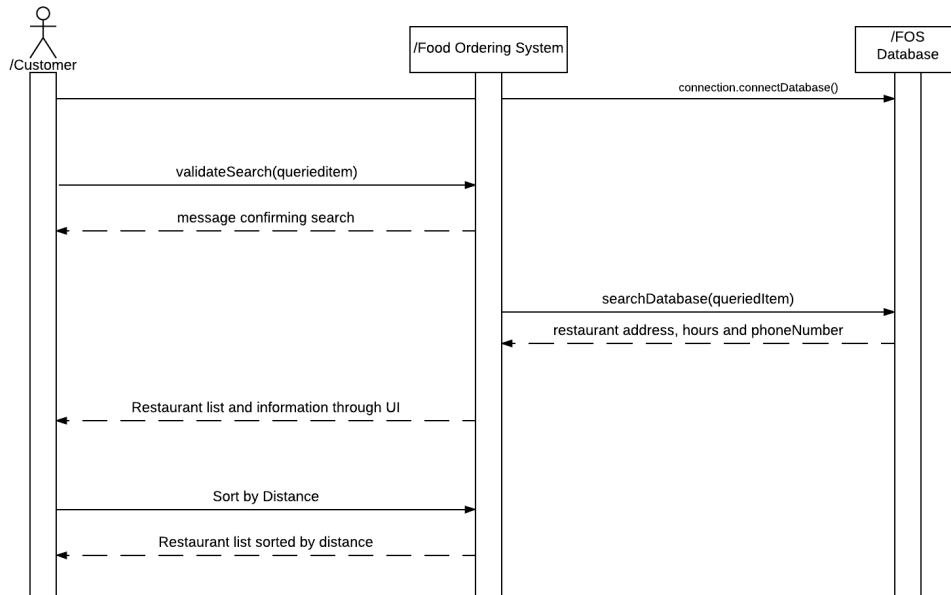 /Customer
/Food Ordering System
/FOS
Database
connection.connectDatabase()
validateSearch(querieditem)
message confirming search
searchDatabase(queriedItem)
restaurant address, hours and phoneNumber
Restaurant list and information through UI
Sort by Distance
Restaurant list sorted by distance